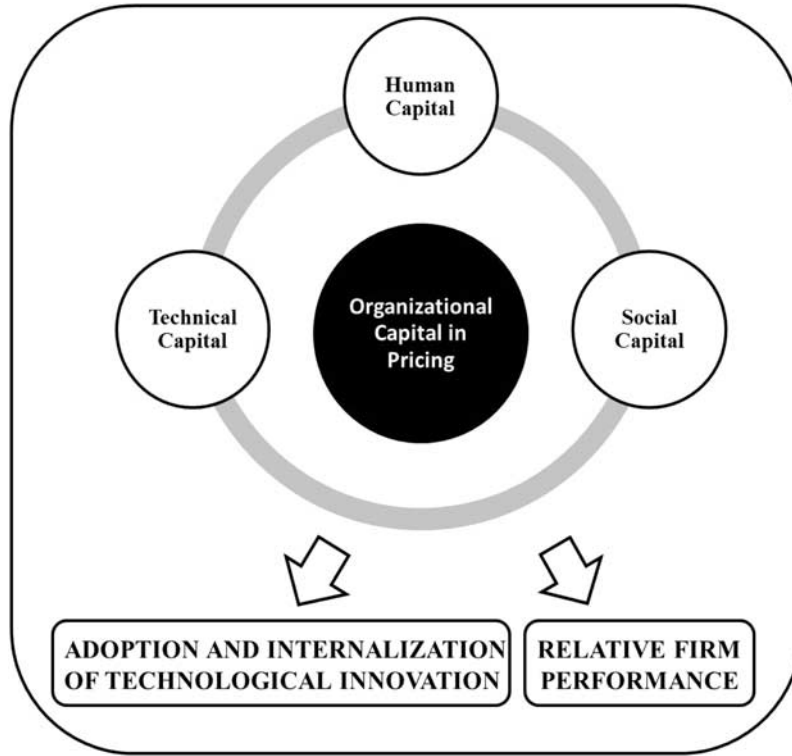 Human
Capital
Technical
Capital
Organizational
Capital in
Pricing
Social
Capital
ADOPTION AND INTERNALIZATION
OF TECHNOLOGICAL INNOVATION
RELATIVE FIRM
PERFORMANCE